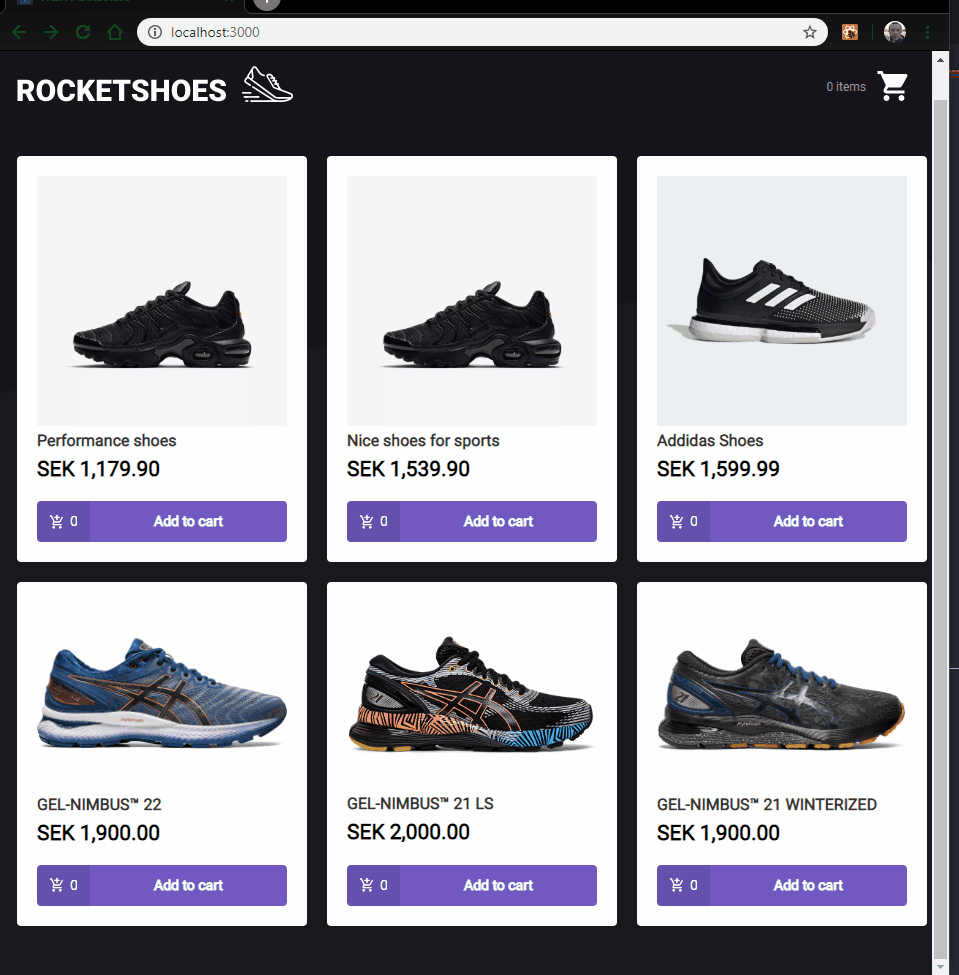 localhost:3000
ROCKETSHOES
0 items
Performance shoes
SEK 1,179.90
0 Add to cart
Nice shoes for sports
SEK 1,539.90
0 Add to cart
Addidas Shoes
SEK 1,599.99
0 Add to cart
GEL-NIMBUS™ 22
SEK 1,900.00
0 Add to cart
GEL-NIMBUS™ 21 LS
SEK 2,000.00
0 Add to cart
GEL-NIMBUS™ 21 WINTERIZED
SEK 1,900.00
0 Add to cart